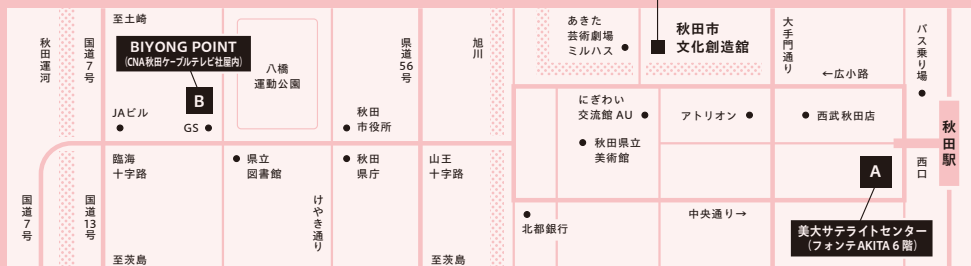 至土崎
秋田運河
国道7号
BIYONG POINT
(CNA秋田ケーブルテレビ社屋内)
八橋
運動公園
県道56号
旭川
あきた
芸術劇場
ミルハス
秋田市
文化創造館
大手門通り
バス乗り場
←広小路
B
JAビル
GS
秋田
市役所
にぎわい
交流館 AU
アトリオン
西武秋田店
秋田駅
秋田県立
美術館
臨海
十字路
県立
図書館
秋田
県庁
山王
十字路
A
西口
国道7号
国道13号
けやき通り
北都銀行
中央通り→
美大サテライトセンター
(フォンテAKITA 6階)
至茨島
至茨島